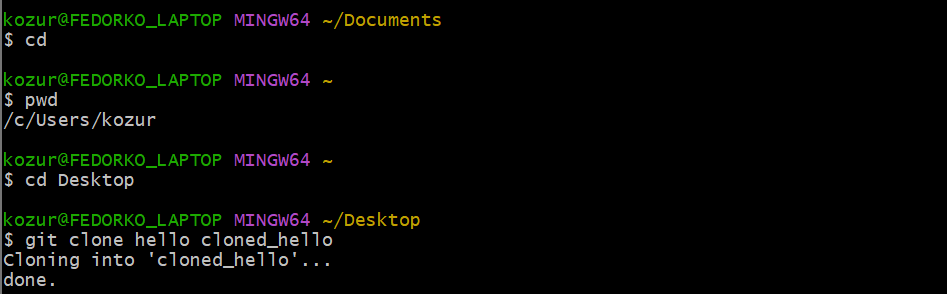 kozur@FEDORKO_LAPTOP MINGW64 ~/Documents
$ cd
kozur@FEDORKO_LAPTOP MINGW64 ~
$ pwd
/c/Users/kozur
kozur@FEDORKO_LAPTOP MINGW64 ~
$ cd Desktop
kozur@FEDORKO_LAPTOP MINGW64 ~/Desktop
$ git clone hello cloned_hello
Cloning into 'cloned_hello'...
done.